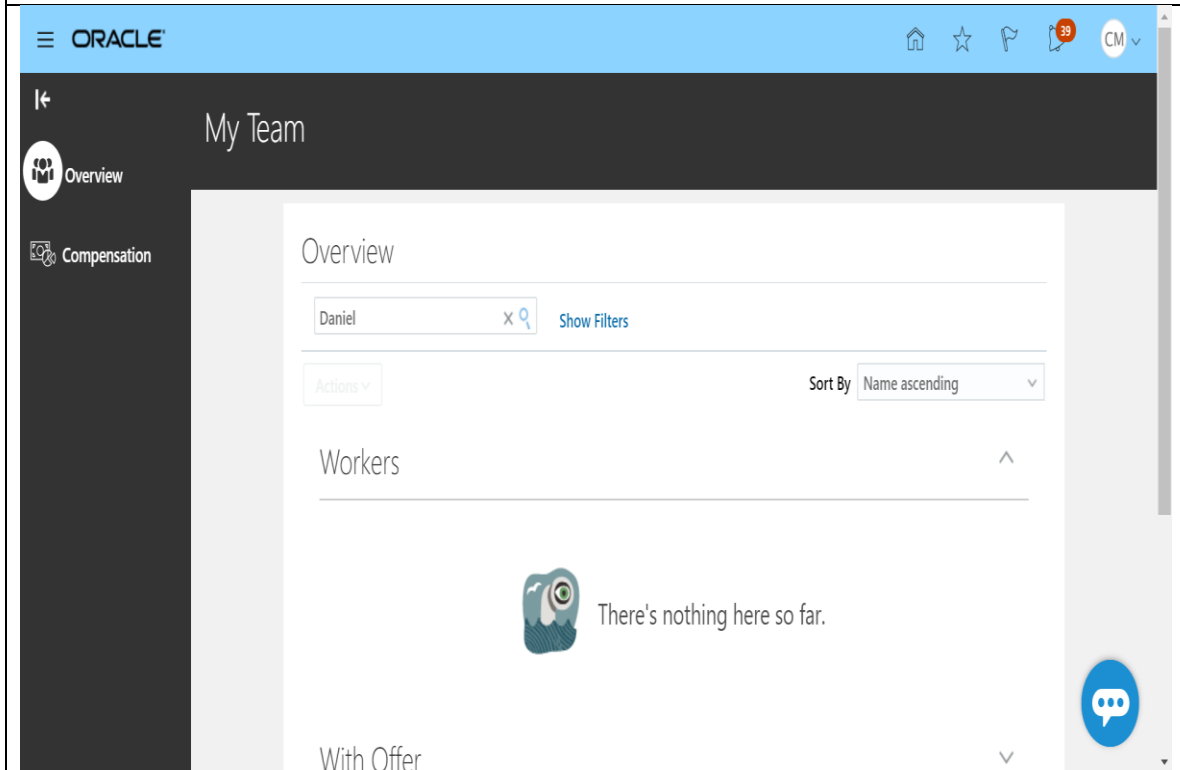 ORACLE
39
CM
My Team
Overview
Compensation
Overview
Daniel
Show Filters
Actions
Sort By Name ascending
Workers
There's nothing here so far.
With Offer